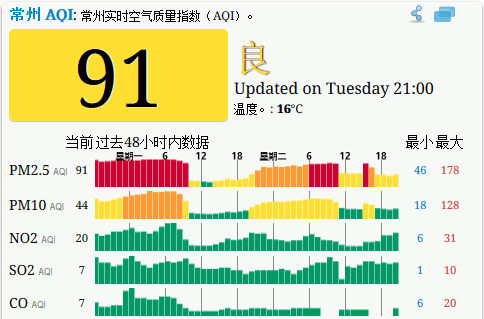 常州 AQI: 常州实时空气质量指数（AQI）。
91
良
Updated on Tuesday 21:00
温度。: 16°C
当前 过去48小时内数据 最小 最大
星期一 6 12 18 星期二 6 12 18
PM2.5 AQI 91 46 178
PM10 AQI 44 18 128
NO2 AQI 20 6 31
SO2 AQI 7 1 10
CO AQI 7 6 20